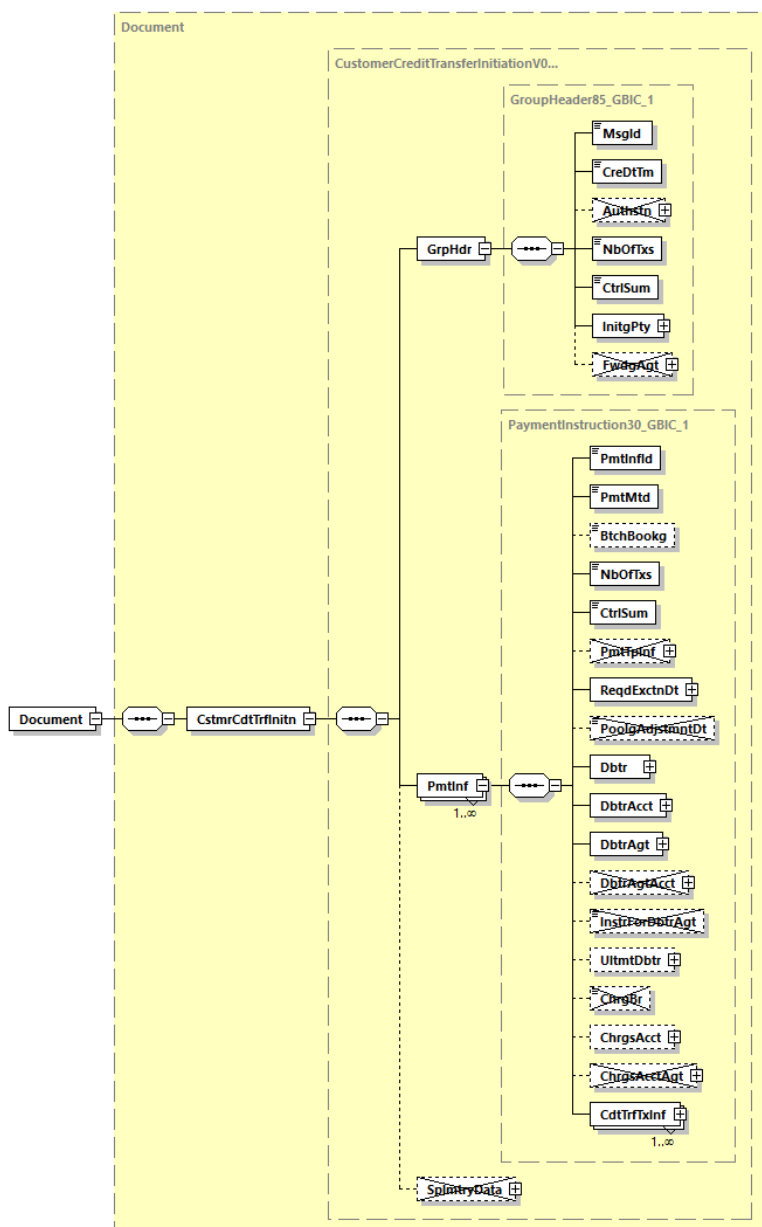 Document
CustomerCreditTransferInitiationV0...
GroupHeader85_GBIC_1
MsgId
CreDtTm
Authstn
GrpHdr
NbOfTxs
CtrlSum
InitgPty
FwdgAgt
PaymentInstruction30_GBIC_1
PmtInfId
PmtMtd
BtchBookg
NbOfTxs
CtrlSum
PmtTpInf
ReqdExctnDt
Document
CstmrCdtTrfInitn
PoolgAdjstmntDt
Dbtr
PmtInf
1..∞
DbtrAcct
DbtrAgt
DbtrAgtAcct
InstrForDbtrAgt
UltmtDbtr
ChrgBr
ChrgsAcct
ChrgsAcctAgt
CdtTrfTxInf
1..∞
SplmtryData